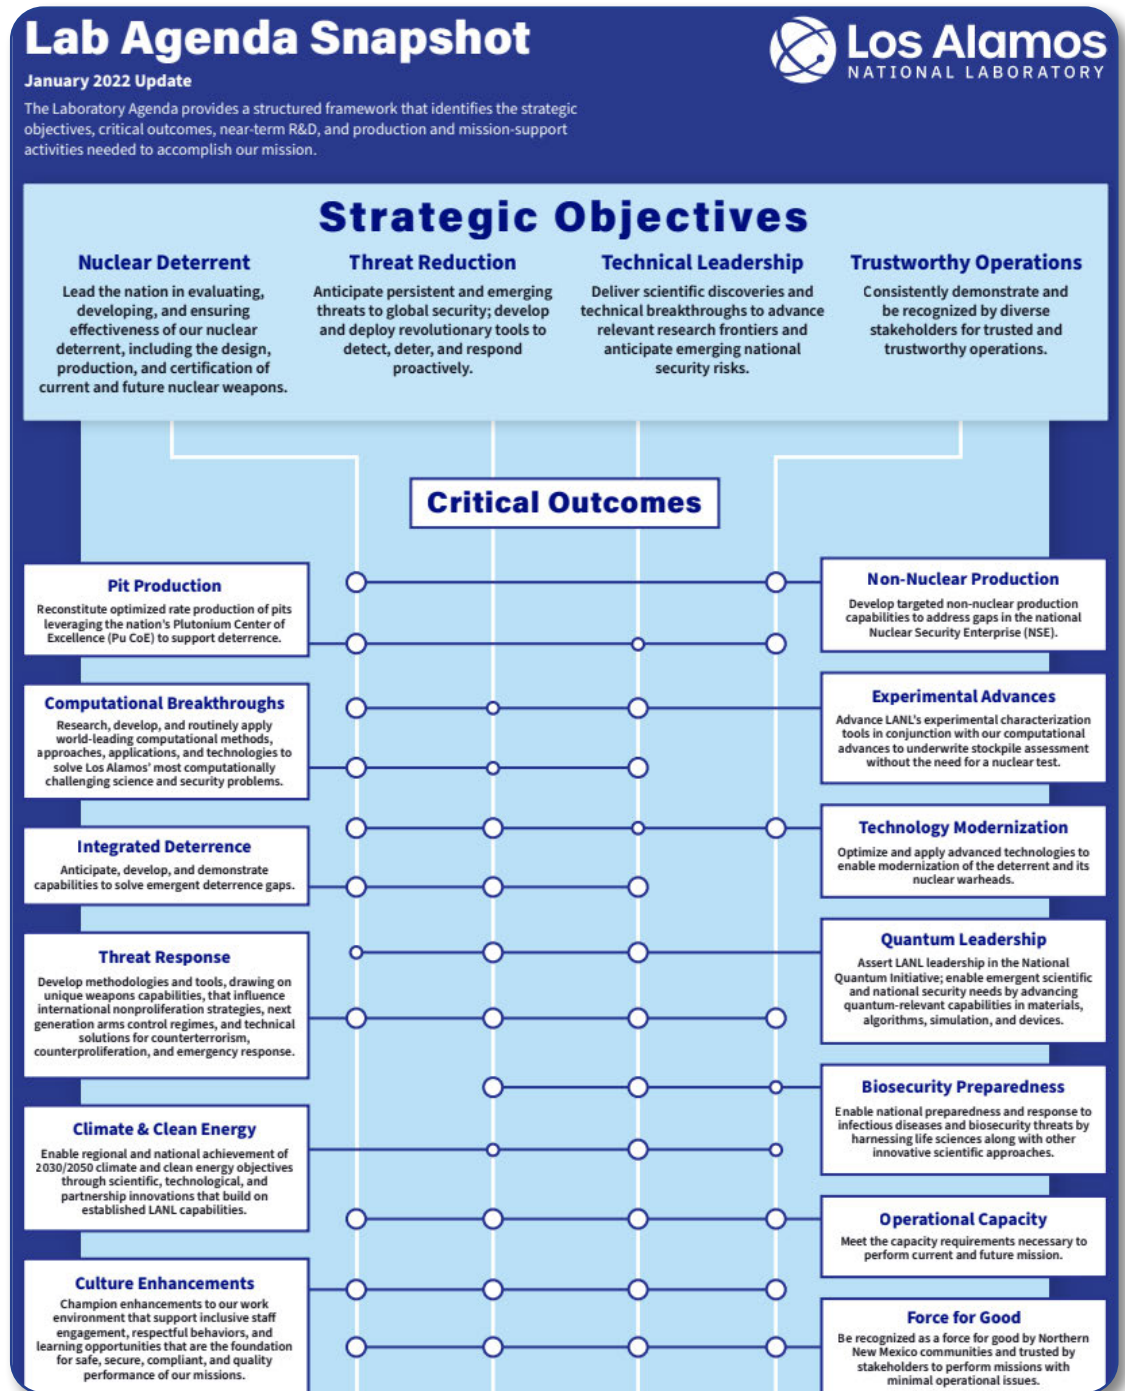 Lab Agenda Snapshot
Los Alamos
NATIONAL LABORATORY
January 2022 Update
The Laboratory Agenda provides a structured framework that identifies the strategic
objectives, critical outcomes, near-term R&D, and production and mission-support
activities needed to accomplish our mission.
Strategic Objectives
Nuclear Deterrent
Lead the nation in evaluating,
developing, and ensuring
effectiveness of our nuclear
deterrent, including the design,
production, and certification of
current and future nuclear weapons.
Threat Reduction
Anticipate persistent and emerging
threats to global security; develop
and deploy revolutionary tools to
detect, deter, and respond
proactively.
Technical Leadership
Deliver scientific discoveries and
technical breakthroughs to advance
relevant research frontiers and
anticipate emerging national
security risks.
Trustworthy Operations
Consistently demonstrate and
be recognized by diverse
stakeholders for trusted and
trustworthy operations.
Critical Outcomes
Pit Production
Reconstitute optimized rate production of pits
leveraging the nation's Plutonium Center of
Excellence (Pu CoE) to support deterrence.
Non-Nuclear Production
Develop targeted non-nuclear production
capabilities to address gaps in the national
Nuclear Security Enterprise (NSE).
Computational Breakthroughs
Research, develop, and routinely apply
world-leading computational methods,
approaches, applications, and technologies to
solve Los Alamos' most computationally
challenging science and security problems.
Experimental Advances
Advance LANL's experimental characterization
tools in conjunction with our computational
advances to underwrite stockpile assessment
without the need for a nuclear test.
Integrated Deterrence
Anticipate, develop, and demonstrate
capabilities to solve emergent deterrence gaps.
Technology Modernization
Optimize and apply advanced technologies to
enable modernization of the deterrent and its
nuclear warheads.
Threat Response
Develop methodologies and tools, drawing on
unique weapons capabilities, that influence
international nonproliferation strategies, next
generation arms control regimes, and technical
solutions for counterterrorism,
counterproliferation, and emergency response.
Quantum Leadership
Assert LANL leadership in the National
Quantum Initiative; enable emergent scientific
and national security needs by advancing
quantum-relevant capabilities in materials,
algorithms, simulation, and devices.
Biosecurity Preparedness
Enable national preparedness and response to
infectious diseases and biosecurity threats by
harnessing life sciences along with other
innovative scientific approaches.
Climate & Clean Energy
Enable regional and national achievement of
2030/2050 climate and clean energy objectives
through scientific, technological, and
partnership innovations that build on
established LANL capabilities.
Operational Capacity
Meet the capacity requirements necessary to
perform current and future mission.
Culture Enhancements
Champion enhancements to our work
environment that support inclusive staff
engagement, respectful behaviors, and
learning opportunities that are the foundation
for safe, secure, compliant, and quality
performance of our missions.
Force for Good
Be recognized as a force for good by Northern
New Mexico communities and trusted by
stakeholders to perform missions with
minimal operational issues.